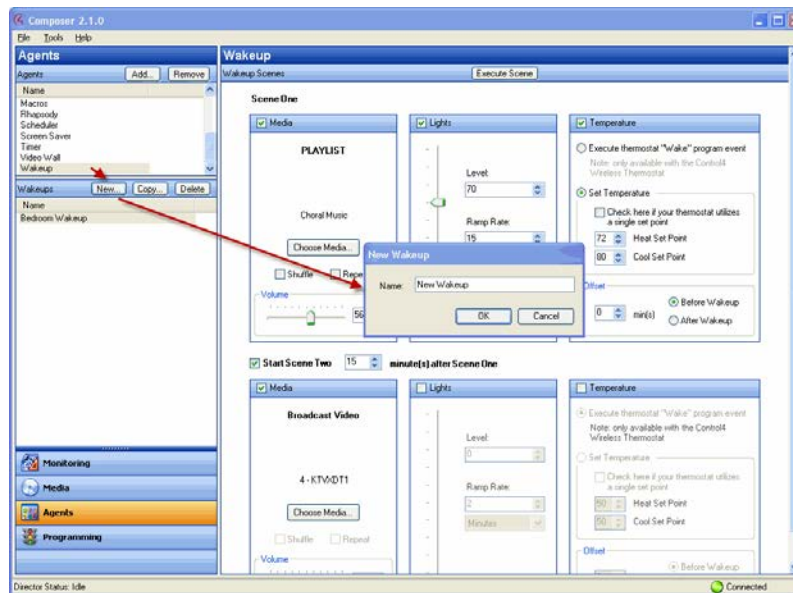 Composer 2.1.0
File Tools Help
Agents
Agents Add... Remove
Name
Macros
Rhapsody
Scheduler
Screen Saver
Timer
Video Wall
Wakeup
Wakeups New... Copy... Delete
Name
Bedroom Wakeup
Monitoring
Media
Agents
Programming
Director Status: Idle
Wakeup
Wakeup Scenes Execute Scene
Scene One
Media
PLAYLIST
Choral Music
Choose Media...
Shuffle Repe
Volume
56
Lights
Level:
70
Ramp Rate:
15
Temperature
Execute thermostat "Wake" program event
Note: only available with the Control4
Wireless Thermostat
Set Temperature
Check here if your thermostat utilizes
a single set point
72 Heat Set Point
80 Cool Set Point
Offset
0 min(s)
Before Wakeup
After Wakeup
New Wakeup
Name: New Wakeup
OK Cancel
Start Scene Two 15 minute(s) after Scene One
Media
Broadcast Video
4 - KTVXDT1
Choose Media...
Shuffle Repeat
Volume
Lights
Level:
0
Ramp Rate:
2
Minutes
Temperature
Execute thermostat "Wake" program event
Note: only available with the Control4
Wireless Thermostat
Set Temperature
Check here if your thermostat utilizes
a single set point
50 Heat Set Point
50 Cool Set Point
Offset
Before Wakeup
Connected